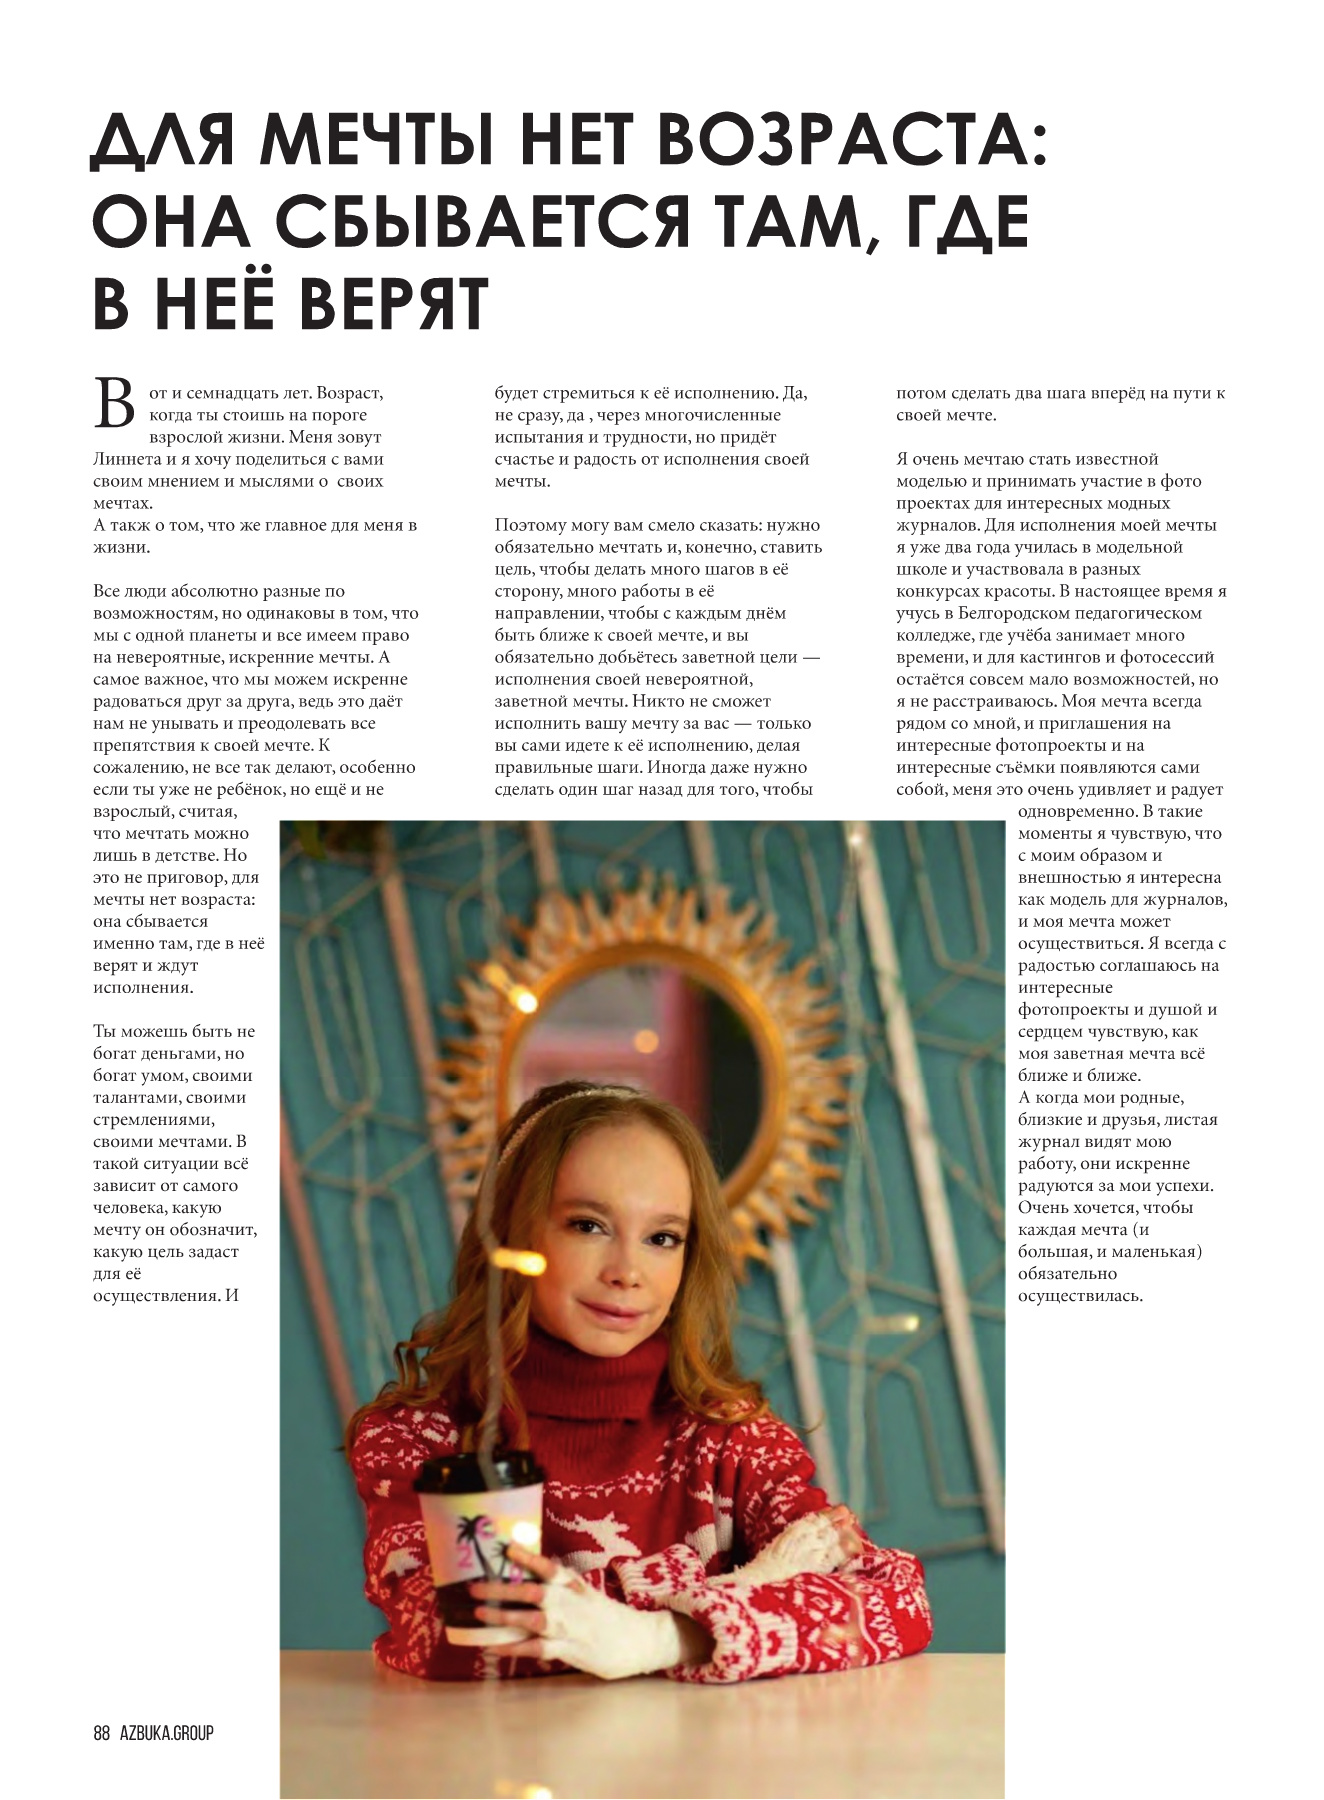 ДЛЯ МЕЧТЫ НЕТ ВОЗРАСТА:
ОНА СБЫВАЕТСЯ ТАМ, ГДЕ
В НЕЁ ВЕРЯТ
Вот и семнадцать лет. Возраст,
когда ты стоишь на пороге
взрослой жизни. Меня зовут
Линнета и я хочу поделиться с вами
своим мнением и мыслями о  своих
мечтах.
А такж о том, что же главное для меня в
жизни.
Все люди абсолютно разные по
возможностям, но одинаковы в том, что
мы с одной планеты и все имеем право
на невероятные, искренние мечты. А
самое важное, что мы можем искренне
радоваться друг за друга, ведь это даёт
нам не унывать и преодолевать все
препятствия к своей мечте. К
сожалению, не все так делают, особенно
если ты уже не ребёнок, но ещё и не
взрослый, считая,
что мечтать можно
лишь в детстве. Но
это не приговор, для
мечты нет возраста:
она сбывается
именно там, где в неё
верят и ждут
исполнения.
Ты можешь быть не
богат деньгами, но
богат умом, своими
талантами, своими
стремлениями,
своими мечтами. В
такой ситуации всё
зависит от самого
человека, какую
мечту он обозначит,
какую цель задаст
для её
осуществления. И
будет стремиться к её исполнению. Да,
не сразу, да , через многочисленные
испытания и трудности, но придёт
счастье и радость от исполнения своей
мечты.
Поэтому могу вам смело сказать: нужно
обязательно мечтать и, конечно, ставить
цель, чтобы делать много шагов в её
сторону, много работы в её
направлении, чтобы с каждым днём
быть ближе к своей мечте, и вы
обязательно добьётесь заветной цели —
исполнения своей невероятной,
заветной мечты. Никто не сможет
исполнить вашу мечту за вас — только
вы сами идете к её исполнению, делая
правильные шаги. Иногда даже нужно
сделать один шаг назад для того, чтобы
потом сделать два шага вперёд на пути к
своей мечте.
Я очень мечтаю стать известной
моделью и принимать участие в фото
проектах для интересных модных
журналов. Для исполнения моей мечты
я уже два года училась в модельной
школе и участвовала в разных
конкурсах красоты. В настоящее время я
учусь в Белгородском педагогическом
колледже, где учёба занимает много
времени, и для кастингов и фотосессий
остаётся совсем мало возможностей, но
я не расстраиваюсь. Моя мечта всегда
рядом со мной, и приглашения на
интересные фотопроекты и на
интересные съёмки появляются сами
собой, меня это очень удивляет и радует
одновременно. В такие
моменты я чувствую, что
с моим образом и
внешностью я интересна
как модель для журналов,
и моя мечта может
осуществиться. Я всегда с
радостью соглашаюсь на
интересные
фотопроекты и душой и
сердцем чувствую, как
моя заветная мечта всё
ближе и ближе.
А когда мои родные,
близкие и друзья, листая
журнал видят мою
работу, они искренне
радуются за мои успехи.
Очень хочется, чтобы
каждая мечта (и
большая, и маленькая)
обязательно
осуществилась.
88 AZBUKA.GROUP